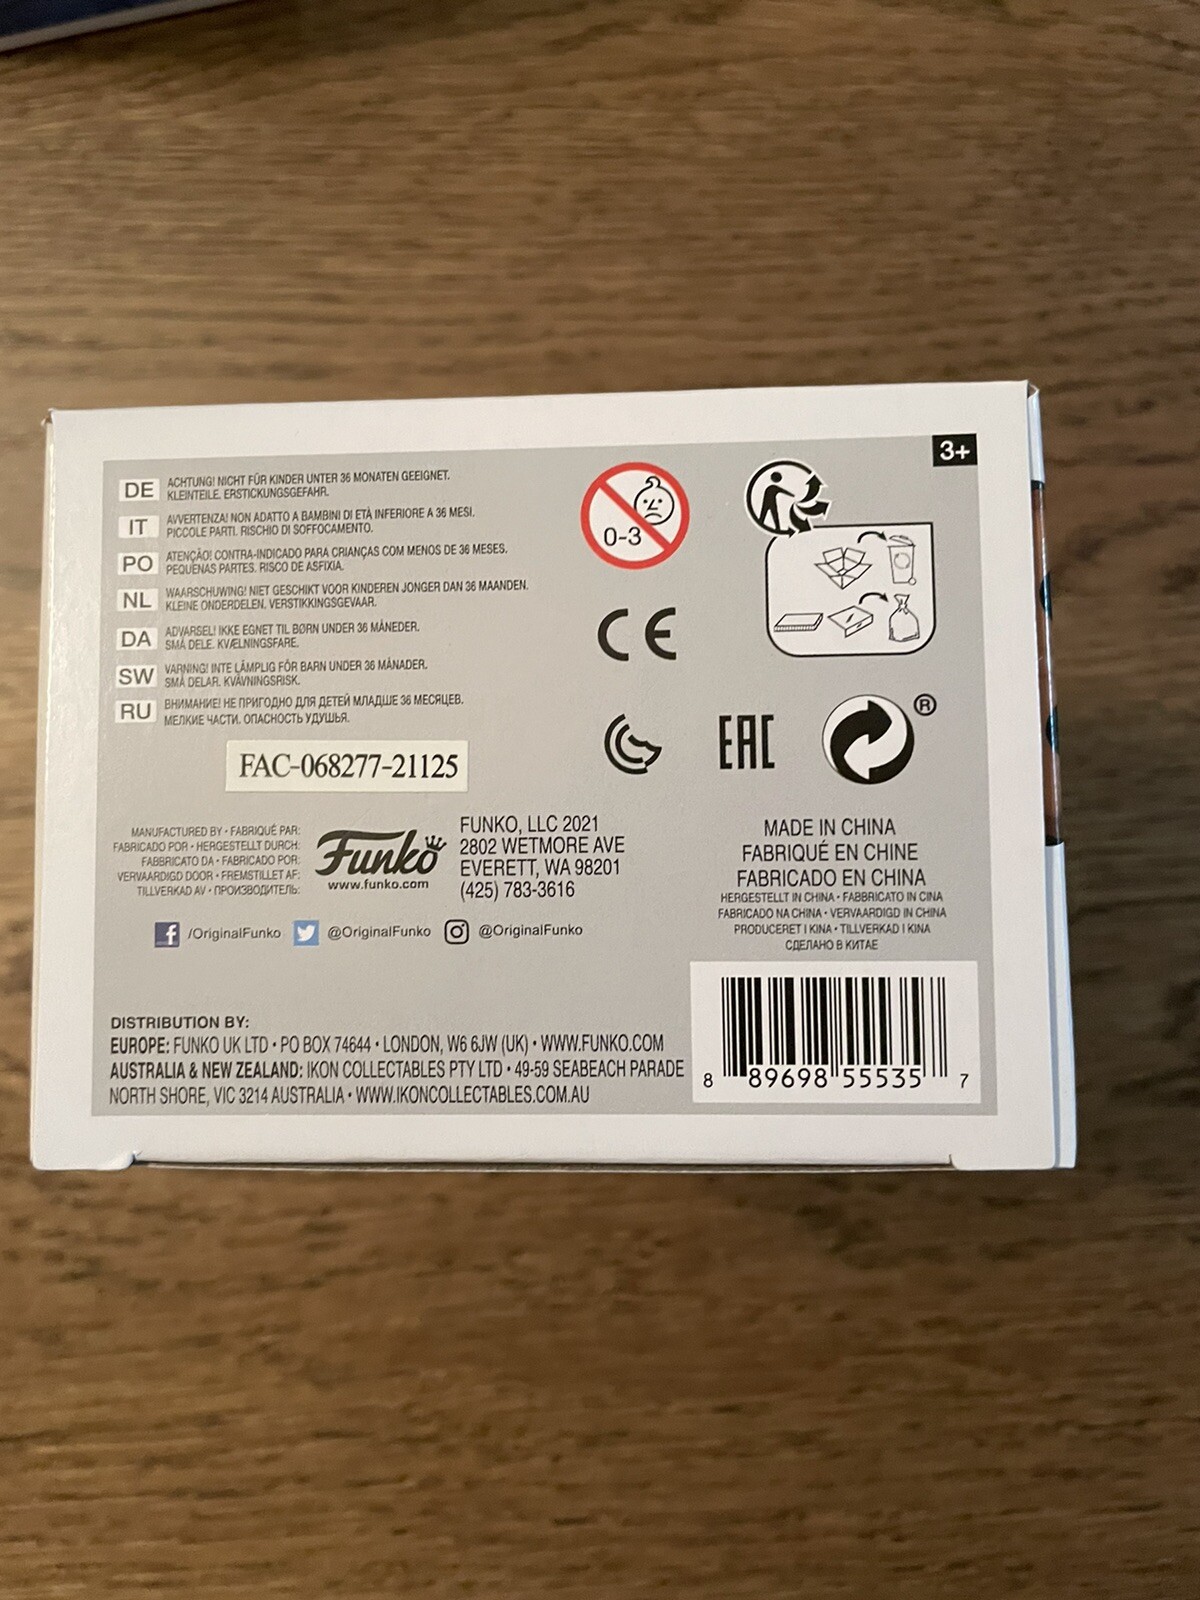 3+
DE ACHTUNG! NICHT FÜR KINDER UNTER 36 MONATEN GEEIGNET.
KLEINTEILE. ERSTICKUNGSGEFAHR.
IT AVVERTENZA! NON ADATTO A BAMBINI DI ETÀ INFERIORE A 36 MESI.
PICCOLE PARTI. RISCHIO DI SOFFOCAMENTO.
PO ATENÇÃO! CONTRA-INDICADO PARA CRIANÇAS COM MENOS DE 36 MESES.
PEQUENAS PARTES. RISCO DE ASFIXIA.
NL WAARSCHUWING! NIET GESCHIKT VOOR KINDEREN JONGER DAN 36 MAANDEN.
KLEINE ONDERDELEN. VERSTIKKINGSGEVAAR.
DA ADVARSEL! IKKE EGNET TIL BØRN UNDER 36 MÅNEDER.
SMÅ DELE. KVÆLNINGSFARE.
SW VARNING! INTE LÄMPLIG FÖR BARN UNDER 36 MÅNADER.
SMÅ DELAR. KVÄVNINGSRISK.
RU ВНИМАНИЕ! НЕ ПРИГОДНО ДЛЯ ДЕТЕЙ МЛАДШЕ 36 МЕСЯЦЕВ.
МЕЛКИЕ ЧАСТИ. ОПАСНОСТЬ УДУШЬЯ.
0-3
CE
EAC
®
FAC-068277-21125
MANUFACTURED BY • FABRIQUÉ PAR:
FABRICADO POR • HERGESTELLT DURCH:
FABBRICATO DA • FABRICADO POR:
VERVAARDIGD DOOR • FREMSTILLET AF:
TILLVERKAD AV • ПРОИЗВОДИТЕЛЬ:
Funko
www.funko.com
FUNKO, LLC 2021
2802 WETMORE AVE
EVERETT, WA 98201
(425) 783-3616
MADE IN CHINA
FABRIQUÉ EN CHINE
FABRICADO EN CHINA
HERGESTELLT IN CHINA • FABBRICATO IN CINA
FABRICADO NA CHINA • VERVAARDIGD IN CHINA
PRODUCERET I KINA • TILLVERKAD I KINA
СДЕЛАНО В КИТАЕ
/OriginalFunko @OriginalFunko @OriginalFunko
DISTRIBUTION BY:
EUROPE: FUNKO UK LTD • PO BOX 74644 • LONDON, W6 6JW (UK) • WWW.FUNKO.COM
AUSTRALIA & NEW ZEALAND: IKON COLLECTABLES PTY LTD • 49-59 SEABEACH PARADE
NORTH SHORE, VIC 3214 AUSTRALIA • WWW.IKONCOLLECTABLES.COM.AU
8 89698 55535 7